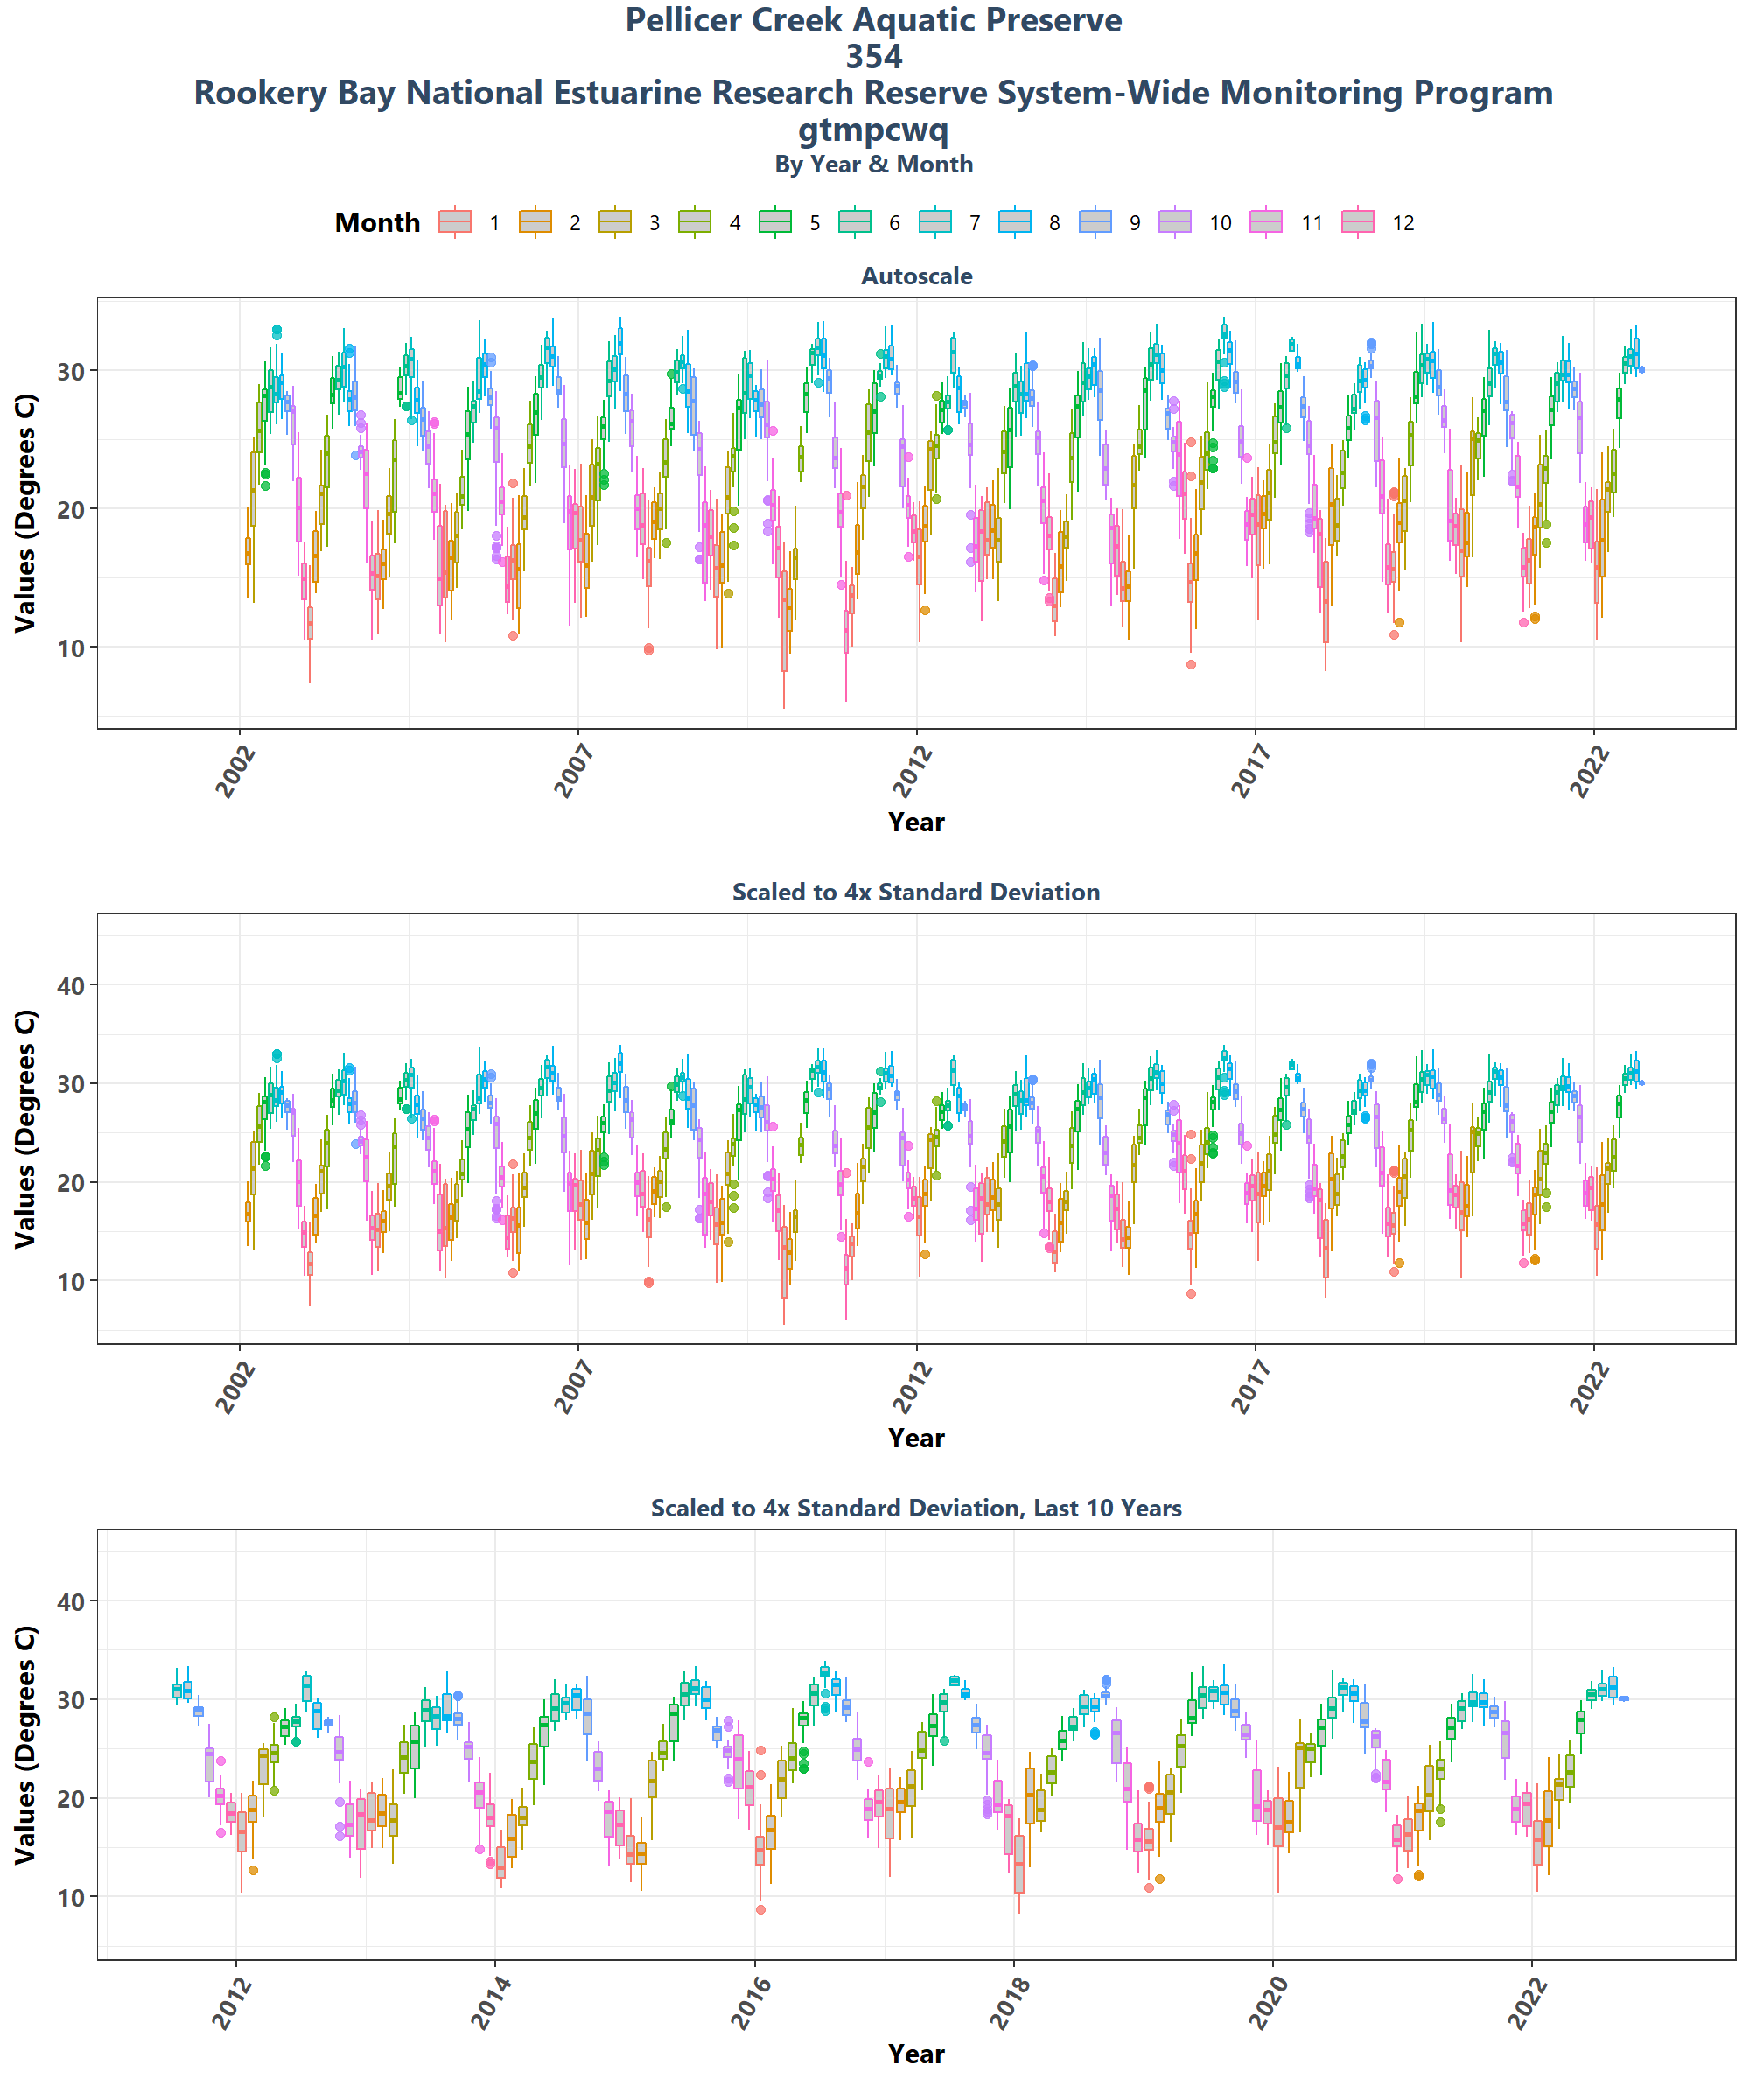 Pellicer Creek Aquatic Preserve
354
Rookery Bay National Estuarine Research Reserve System-Wide Monitoring Program
gtmpcwq
By Year & Month
Month 1 2 3 4 5 6 7 8 9 10 11 12
Autoscale
Values (Degrees C)
30
20
10
2002 2007 2012 2017 2022
Year
Scaled to 4x Standard Deviation
Values (Degrees C)
40
30
20
10
2002 2007 2012 2017 2022
Year
Scaled to 4x Standard Deviation, Last 10 Years
Values (Degrees C)
40
30
20
10
2012 2014 2016 2018 2020 2022
Year